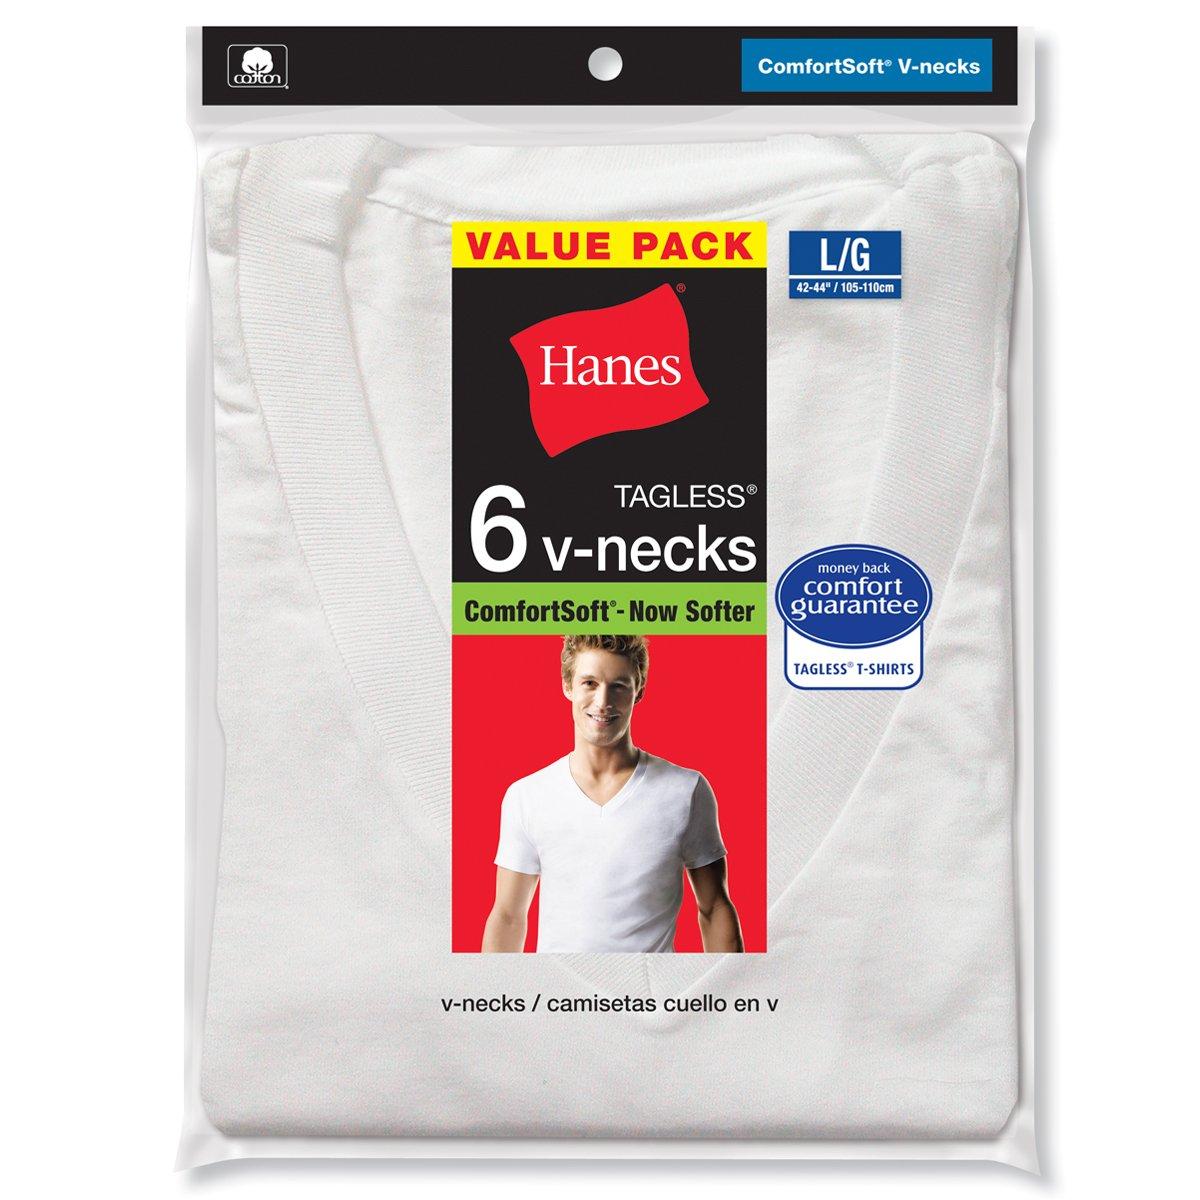 cotton
ComfortSoft® V-necks
VALUE PACK
L/G
42-44" / 105-110cm
Hanes®
TAGLESS®
6 v-necks
ComfortSoft®- Now Softer
money back
comfort
guarantee
TAGLESS® T-SHIRTS
v-necks / camisetas cuello en v